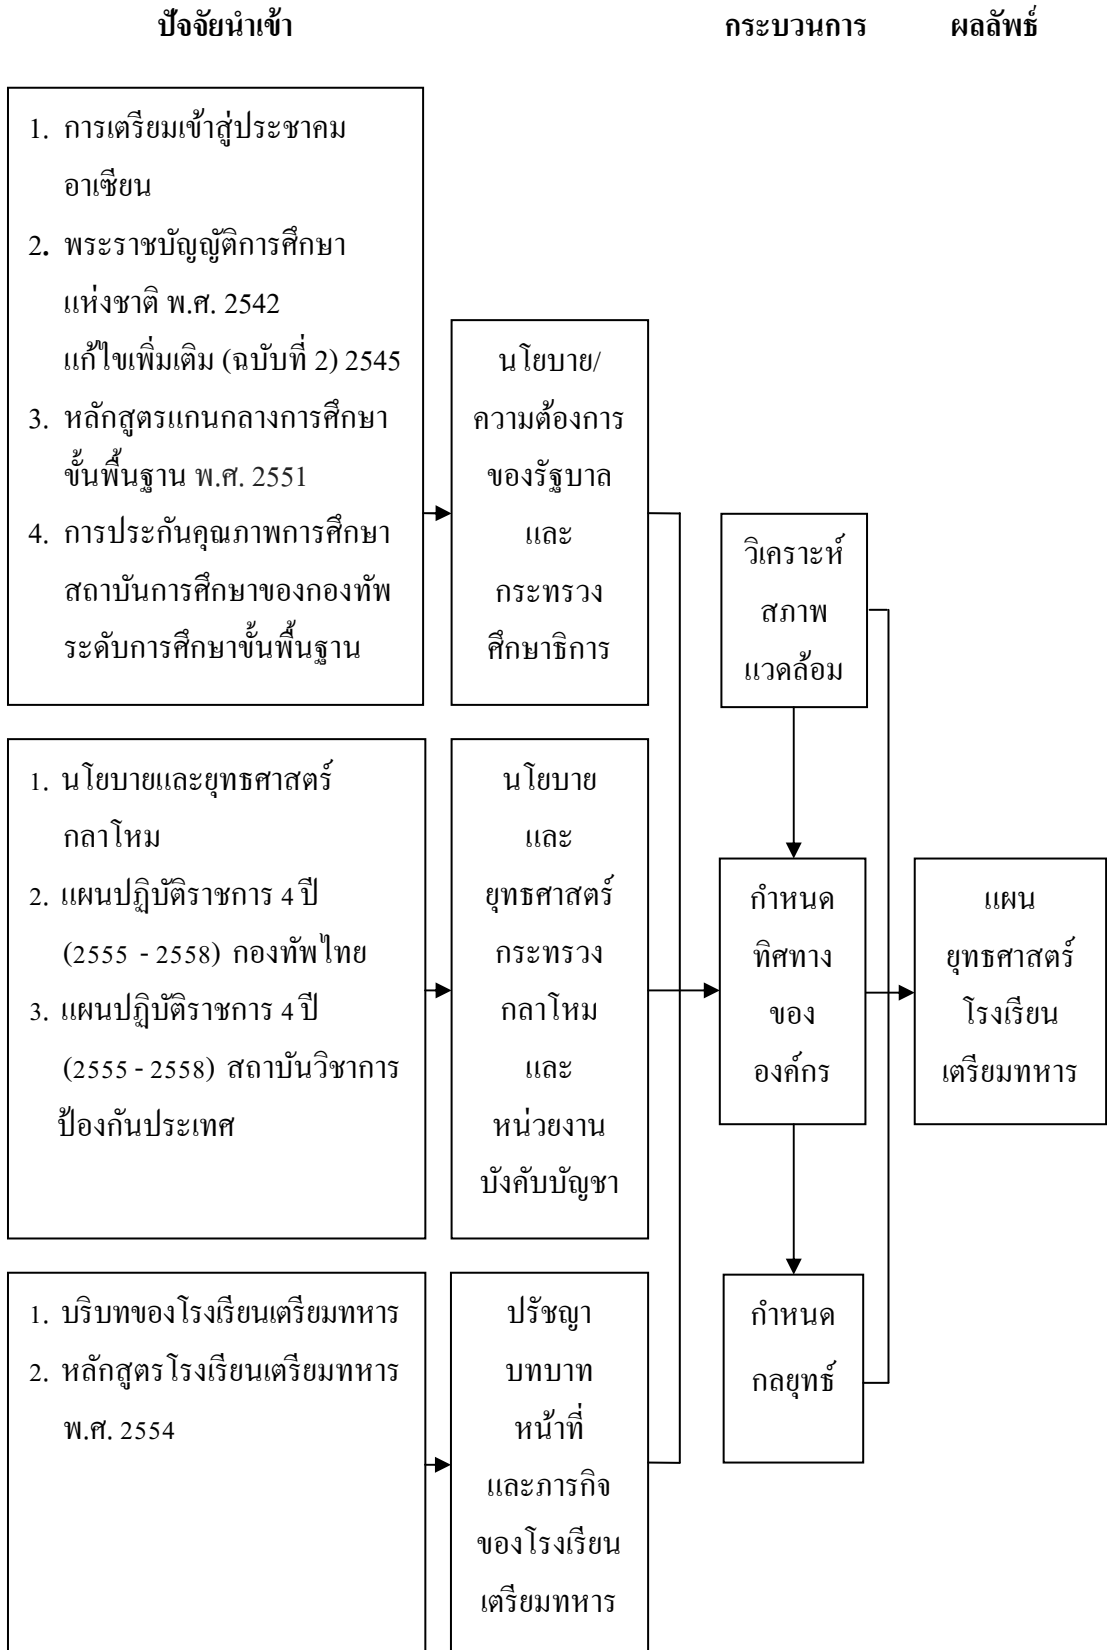 ปัจจัยนำเข้า
กระบวนการ
ผลลัพธ์
1. การเตรียมเข้าสู่ประชาคม
อาเซียน
2. พระราชบัญญัติการศึกษา
แห่งชาติ พ.ศ. 2542
แก้ไขเพิ่มเติม (ฉบับที่ 2) 2545
3. หลักสูตรแกนกลางการศึกษา
ขั้นพื้นฐาน พ.ศ. 2551
4. การประกันคุณภาพการศึกษา
สถาบันการศึกษาของกองทัพ
ระดับการศึกษาขั้นพื้นฐาน
นโยบาย/
ความต้องการ
ของรัฐบาล
และ
กระทรวง
ศึกษาธิการ
วิเคราะห์
สภาพ
แวดล้อม
1. นโยบายและยุทธศาสตร์
กลาโหม
2. แผนปฏิบัติราชการ 4 ปี
(2555 - 2558) กองทัพไทย
3. แผนปฏิบัติราชการ 4 ปี
(2555 - 2558) สถาบันวิชาการ
ป้องกันประเทศ
นโยบาย
และ
ยุทธศาสตร์
กระทรวง
กลาโหม
และ
หน่วยงาน
บังคับบัญชา
กำหนด
ทิศทาง
ของ
องค์กร
แผน
ยุทธศาสตร์
โรงเรียน
เตรียมทหาร
1. บริบทของโรงเรียนเตรียมทหาร
2. หลักสูตรโรงเรียนเตรียมทหาร
พ.ศ. 2554
ปรัชญา
บทบาท
หน้าที่
และภารกิจ
ของโรงเรียน
เตรียมทหาร
กำหนด
กลยุทธ์